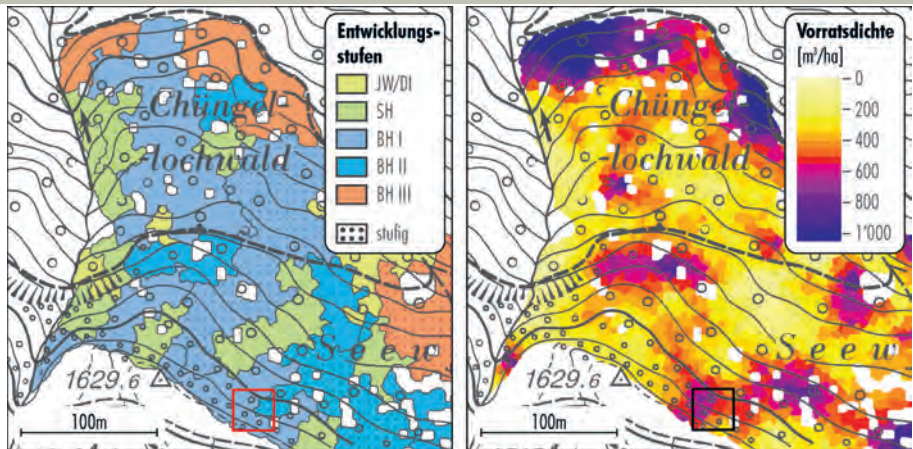 Entwicklungs-
stufen
JW/DI
SH
BH I
BH II
BH III
stufig
Chüngel
-lochwald
Seew
1629.6
100m
Vorratsdichte
[m³/ha]
0
200
400
600
800
1'000
Chüngel
-lochwald
Seew
1629.6
100m